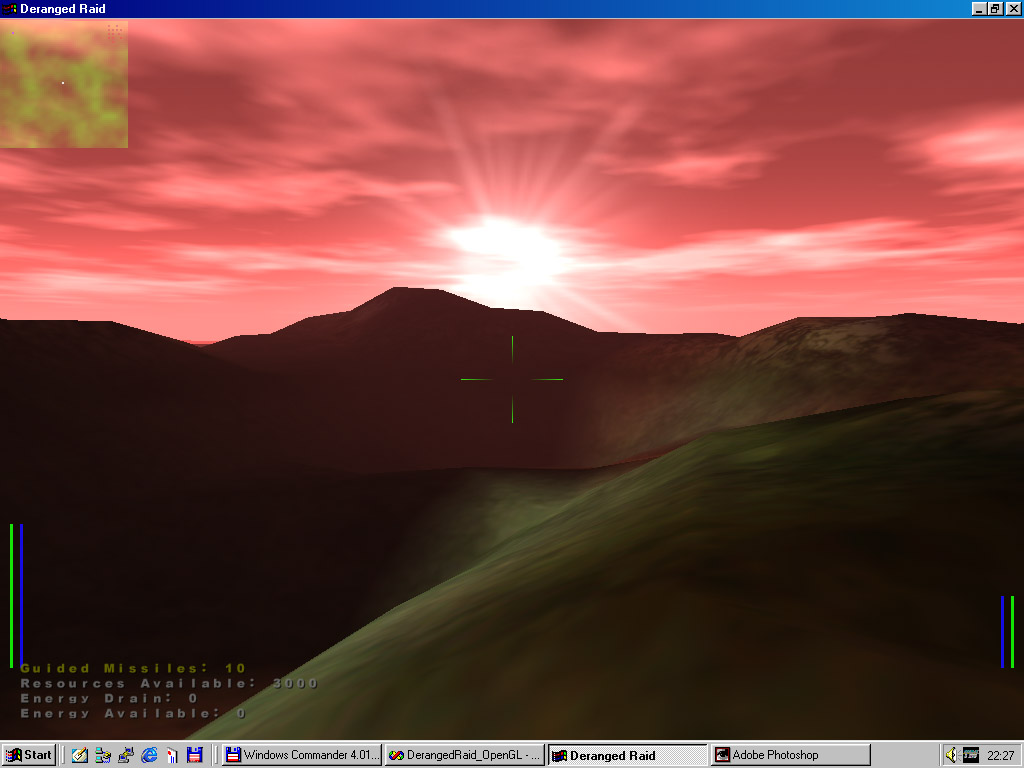 Deranged Raid
Guided Missiles: 10
Resources Available: 3000
Energy Drain: 0
Energy Available: 0
Start
Windows Commander 4.01...
DerangedRaid_OpenGL - ...
Deranged Raid
Adobe Photoshop
22:27